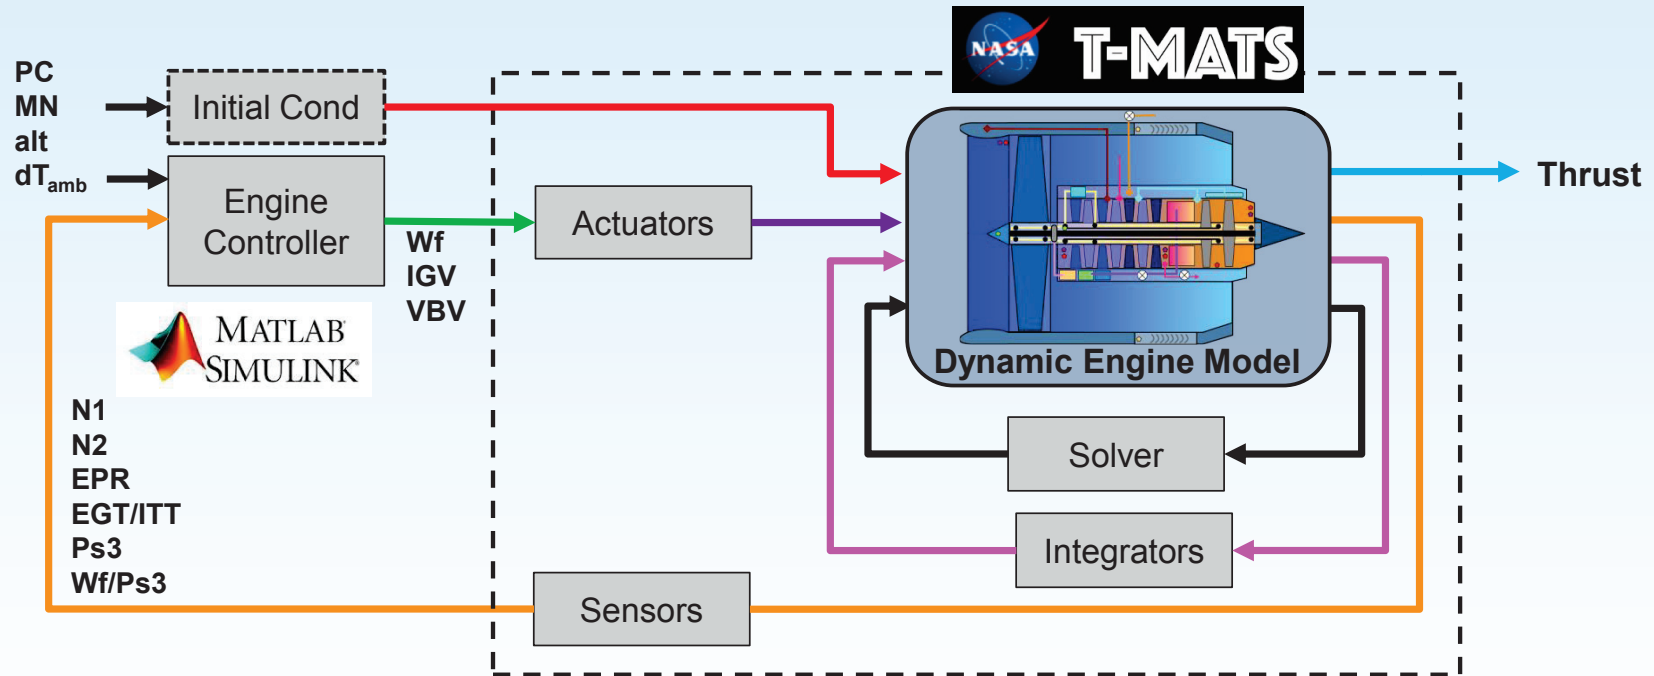 NASA
T-MATS
PC
MN
alt
dTamb
Initial Cond
Engine
Controller
Wf
IGV
VBV
Actuators
Thrust
Dynamic Engine Model
MATLAB
SIMULINK®
Solver
Integrators
N1
N2
EPR
EGT/ITT
Ps3
Wf/Ps3
Sensors